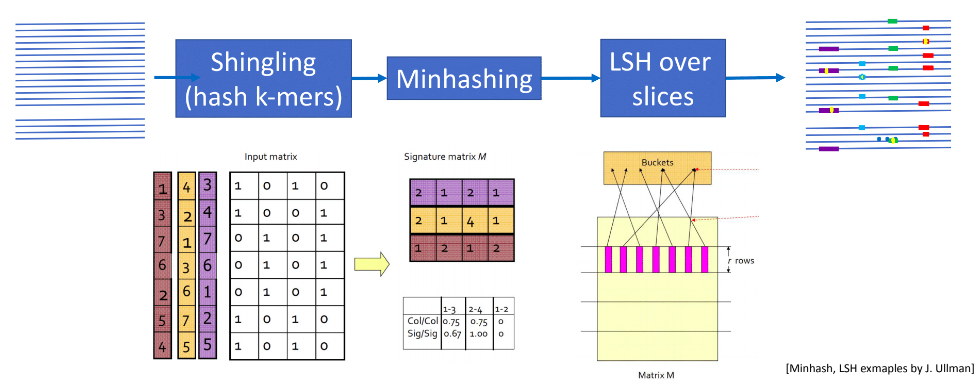 Shingling
(hash k-mers)
Minhashing
LSH over
slices
Input matrix
1 4 3 1 0 1 0
3 2 4 1 0 0 1
7 1 7 0 1 0 1
6 3 6 0 1 0 1
2 6 1 0 1 0 1
5 7 2 1 0 1 0
4 5 5 1 0 1 0
Signature matrix M
2 1 2 1
2 1 4 1
1 2 1 2
1-3 2-4 1-2
Col/Col 0.75 0.75 0
Sig/Sig 0.67 1.00 0
Buckets
r rows
Matrix M
[Minhash, LSH exmaples by J. Ullman]